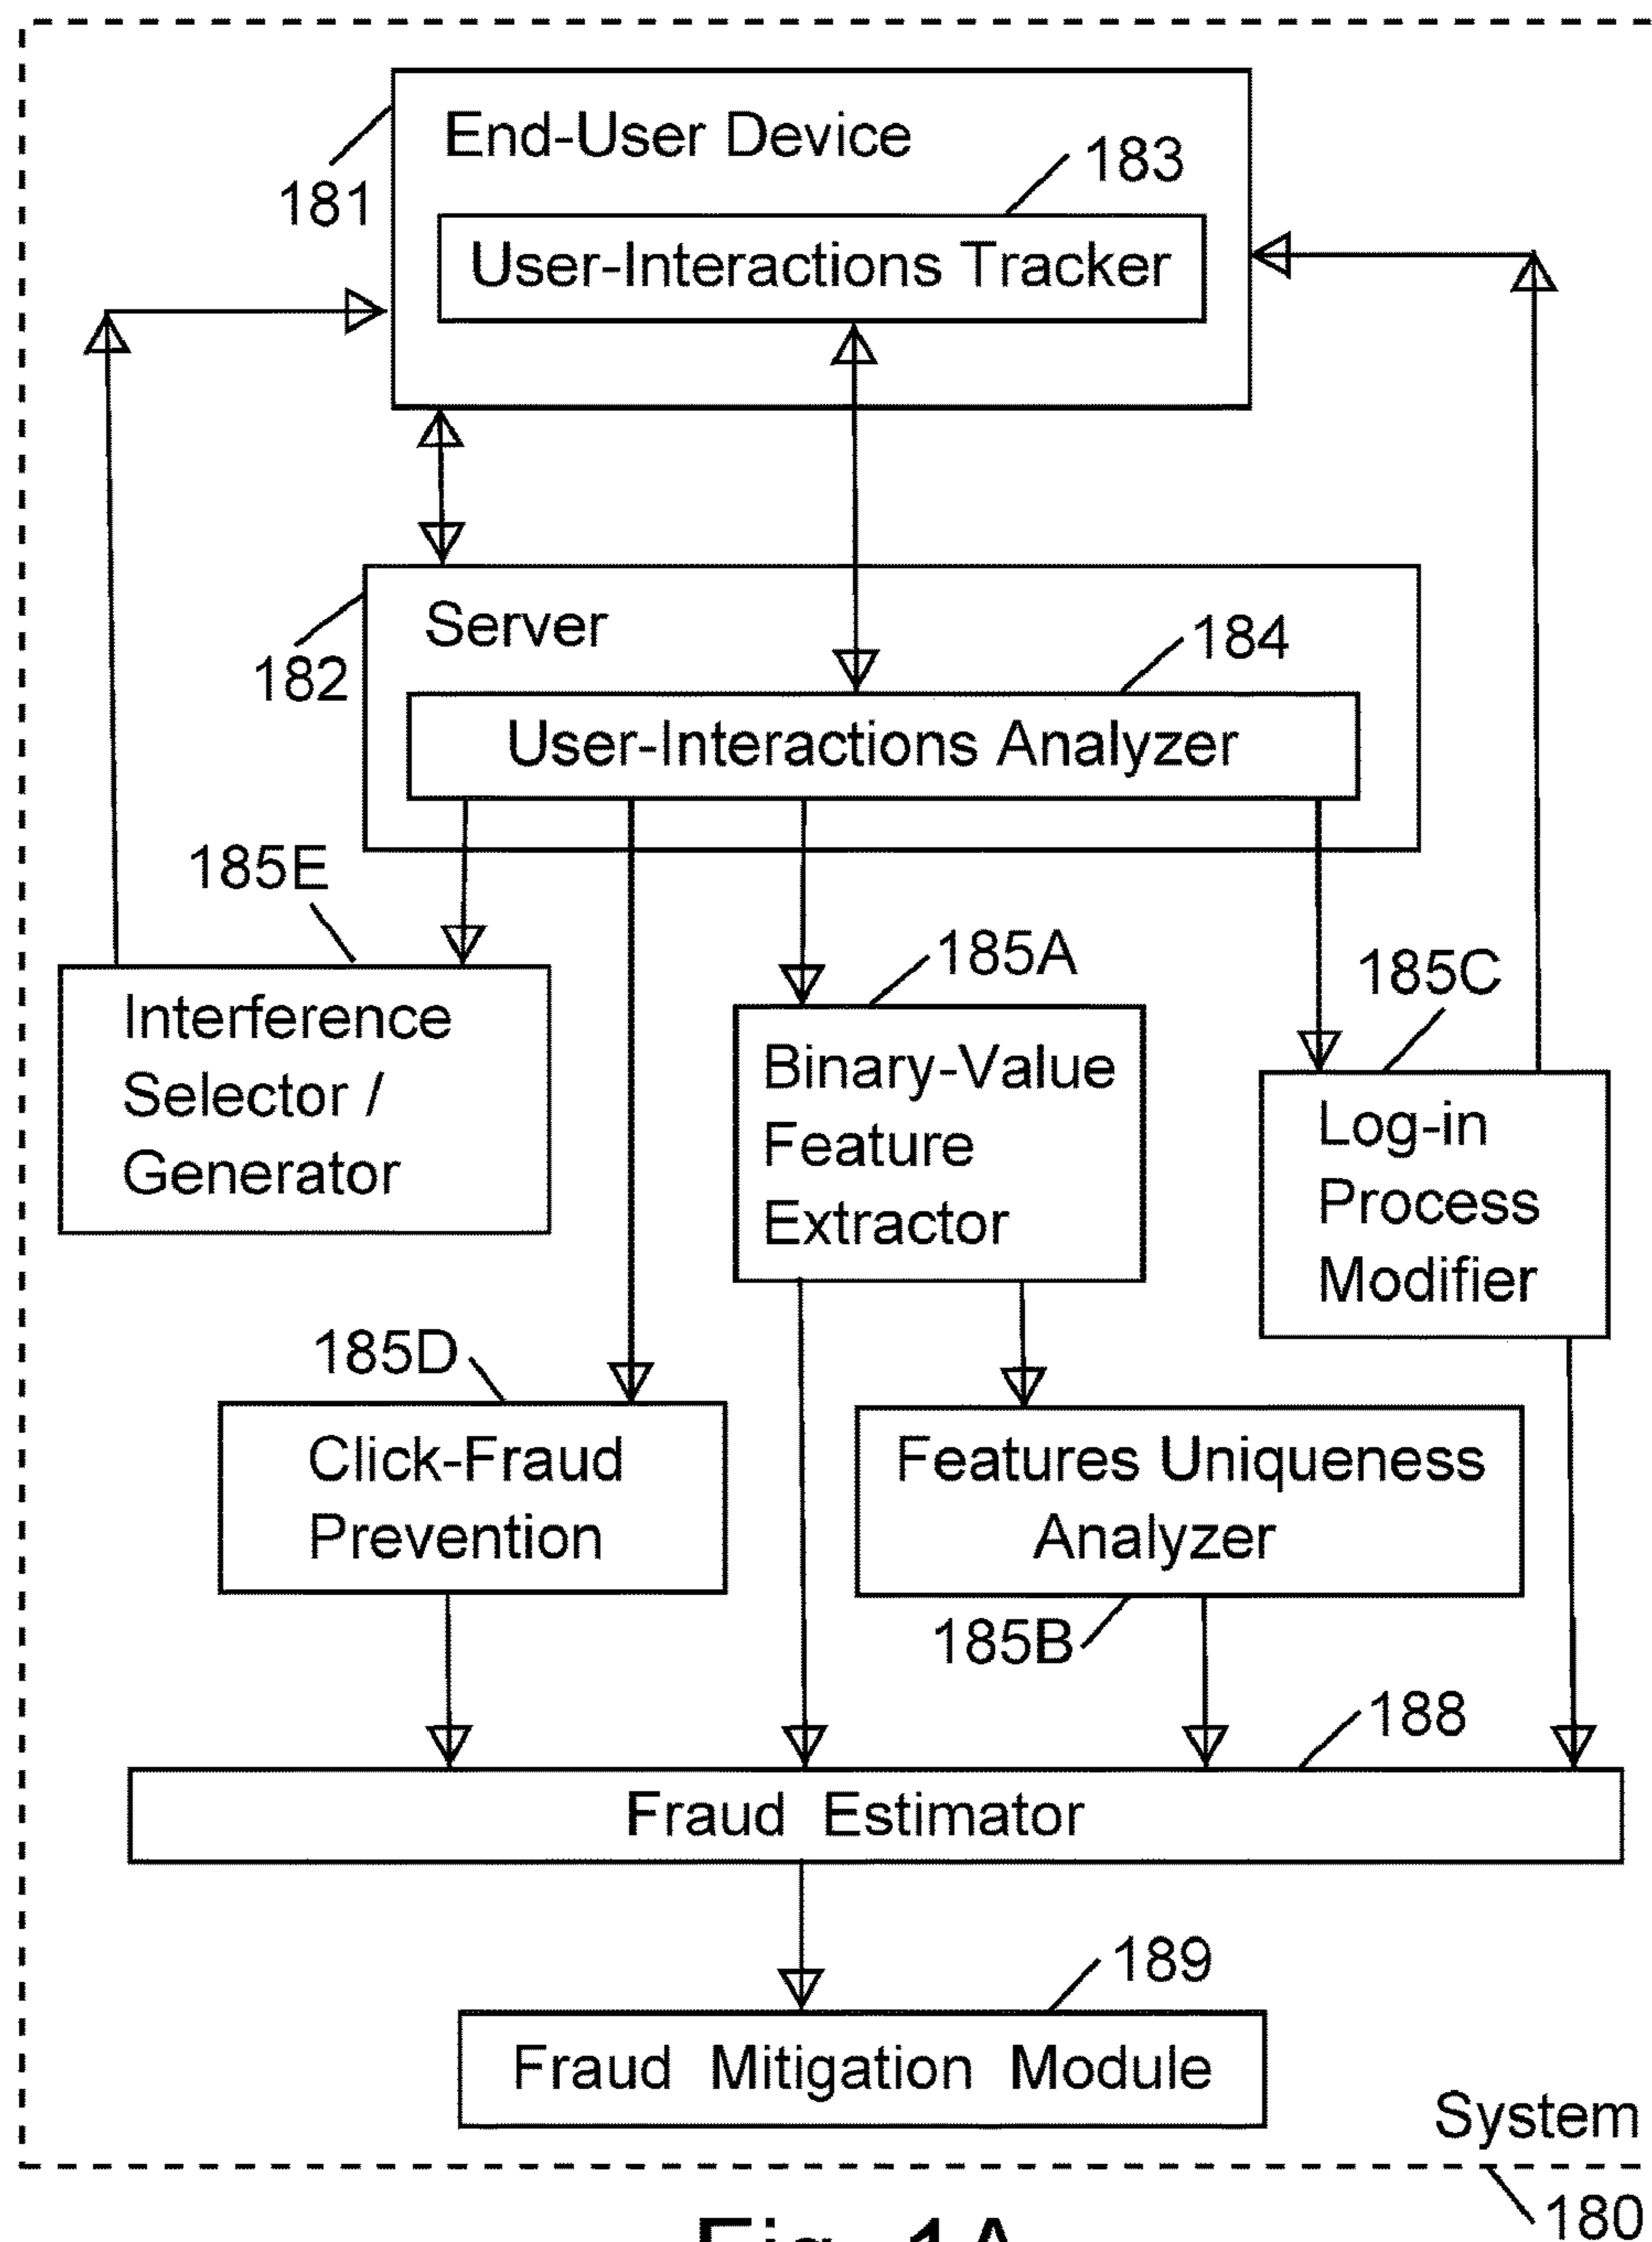 End-User Device
183
181
User-Interactions Tracker
Server
184
182
User-Interactions Analyzer
185E
185A
185C
Interference
Selector /
Generator
Binary-Value
Feature
Extractor
Log-in
Process
Modifier
185D
Click-Fraud
Prevention
Features Uniqueness
Analyzer
185B
188
Fraud Estimator
189
Fraud Mitigation Module
System
180
Fig. 1A